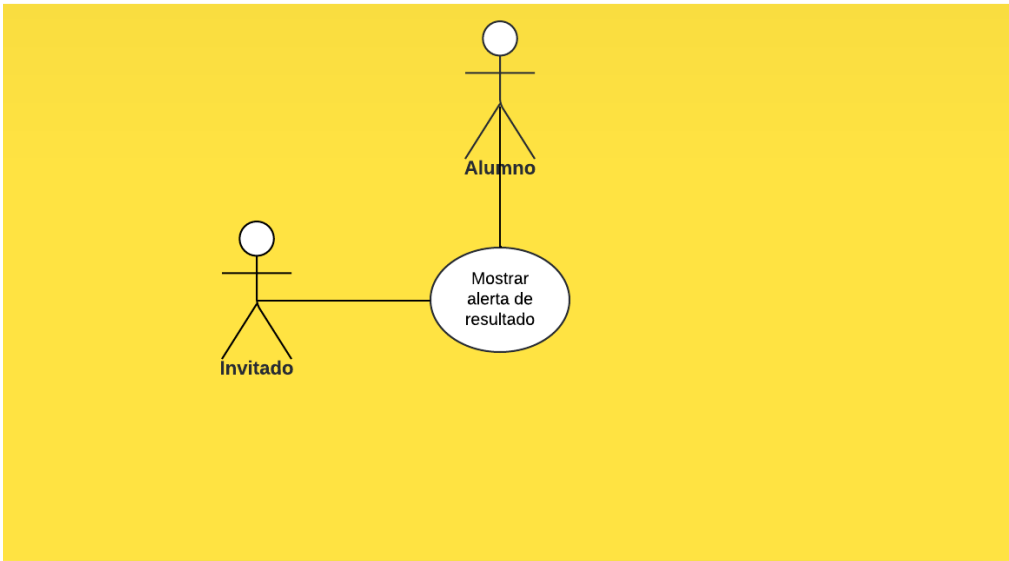 Alumno
Mostrar
alerta de
resultado
Invitado